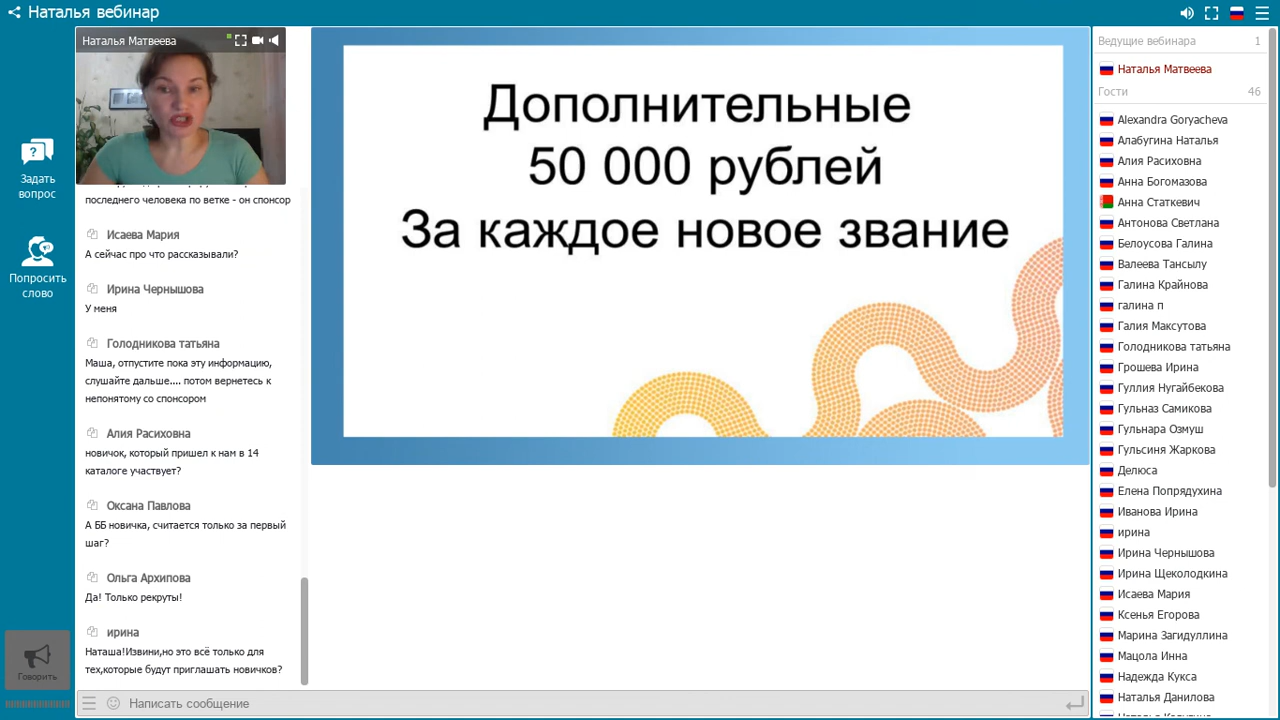 Наталья вебинар
Наталья Матвеева
Задать
вопрос
Попросить
слово
Говорить
последнего человека по ветке - он спонсор
Исаева Мария
А сейчас про что рассказывали?
Ирина Чернышова
У меня
Голодникова татьяна
Маша, отпустите пока эту информацию,
слушайте дальше.... потом вернетесь к
непонятому со спонсором
Алия Расиховна
новичок, который пришел к нам в 14
каталоге участвует?
Оксана Павлова
А ББ новичка, считается только за первый
шаг?
Ольга Архипова
Да! Только рекруты!
ирина
Наташа!Извини,но это всё только для
тех,которые будут приглашать новичков?
Написать сообщение
Дополнительные
50 000 рублей
За каждое новое звание
Ведущие вебинара 1
Наталья Матвеева
Гости 46
Alexandra Goryacheva
Алабугина Наталья
Алия Расиховна
Анна Богомазова
Анна Статкевич
Антонова Светлана
Белоусова Галина
Валеева Тансылу
Галина Крайнова
галина п
Галия Максутова
Голодникова татьяна
Грошева Ирина
Гуллия Нугайбекова
Гульназ Самикова
Гульнара Озмуш
Гульсиня Жаркова
Делюса
Елена Попрядухина
Иванова Ирина
ирина
Ирина Чернышова
Ирина Щеколодкина
Исаева Мария
Ксенья Егорова
Марина Загидуллина
Мацола Инна
Надежда Кукса
Наталья Данилова